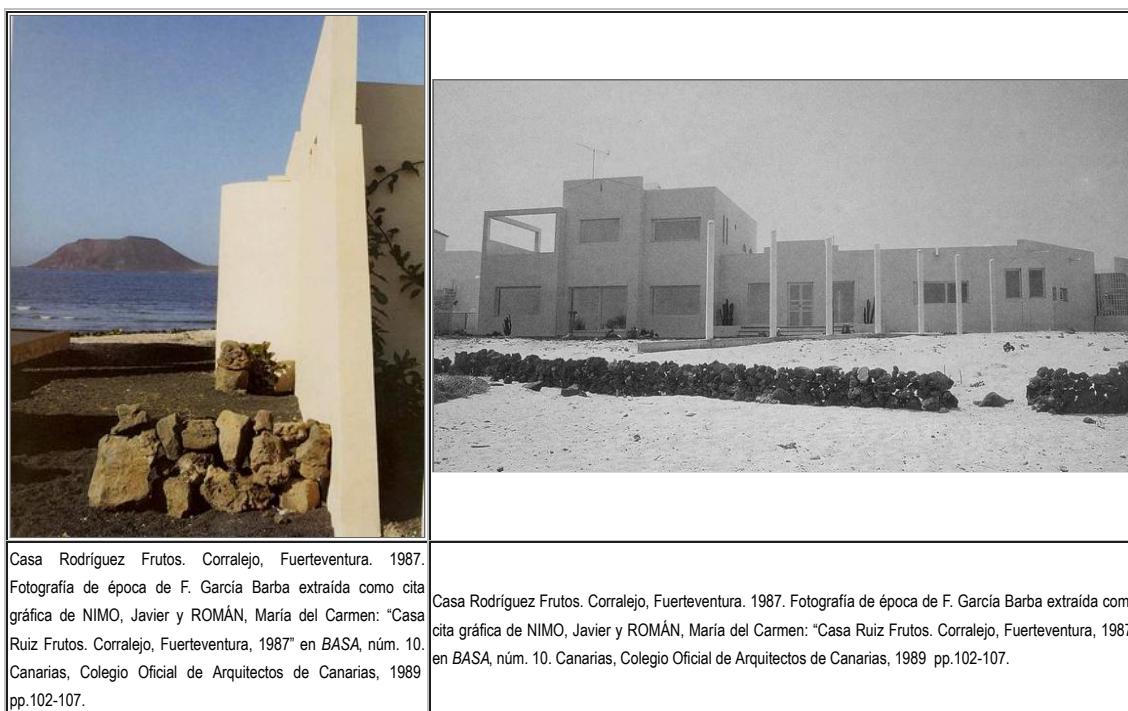 Casa Rodríguez Frutos. Corralejo, Fuerteventura. 1987.
Fotografía de época de F. García Barba extraída como cita
gráfica de NIMO, Javier y ROMÁN, María del Carmen: “Casa
Ruiz Frutos. Corralejo, Fuerteventura, 1987” en BASA, núm. 10.
Canarias, Colegio Oficial de Arquitectos de Canarias, 1989
pp.102-107.
Casa Rodríguez Frutos. Corralejo, Fuerteventura. 1987. Fotografía de época de F. García Barba extraída com
cita gráfica de NIMO, Javier y ROMÁN, María del Carmen: “Casa Ruiz Frutos. Corralejo, Fuerteventura, 1987
en BASA, núm. 10. Canarias, Colegio Oficial de Arquitectos de Canarias, 1989 pp.102-107.